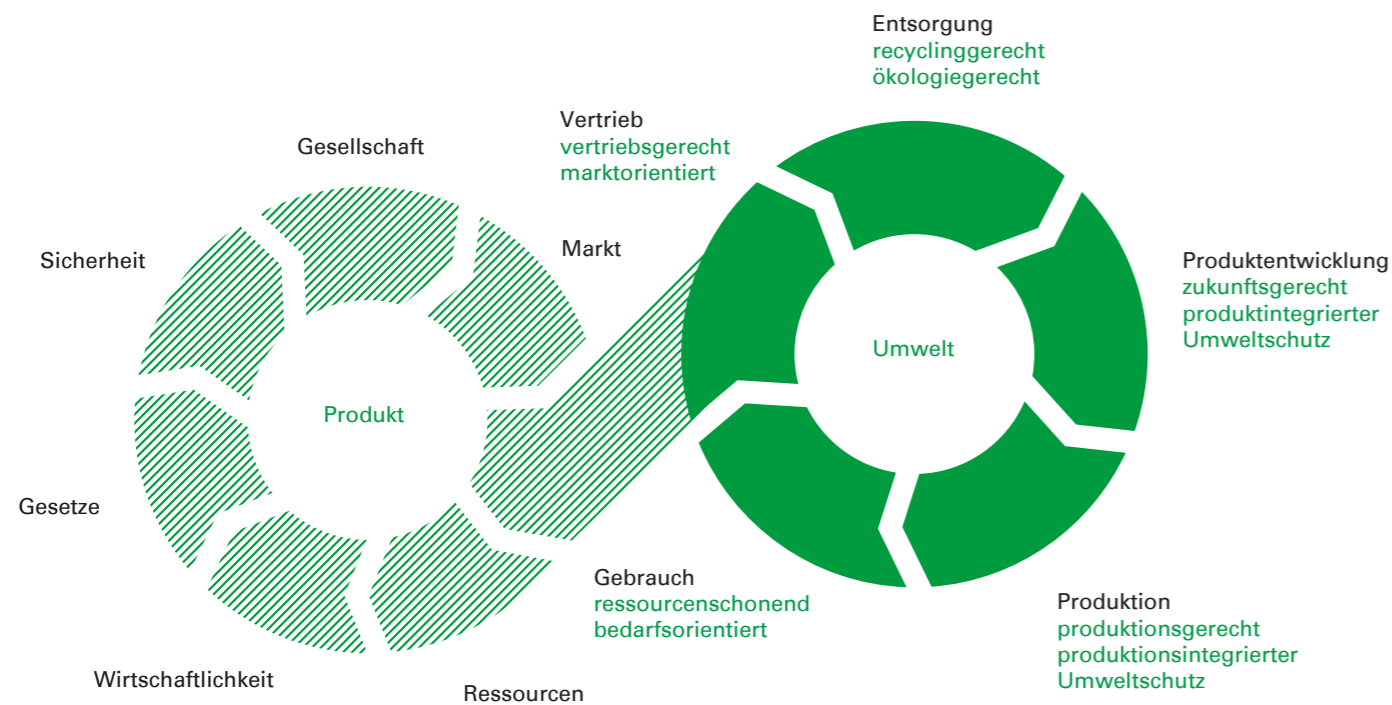 Entsorgung
recyclinggerecht
ökologiegerecht
Vertrieb
vertriebsgerecht
marktorientiert
Gesellschaft
Markt
Sicherheit
Produktentwicklung
zukunftsgerecht
produktintegrierter
Umweltschutz
Umwelt
Produkt
Gesetze
Gebrauch
ressourcenschonend
bedarfsorientiert
Produktion
produktionsgerecht
produktionsintegrierter
Umweltschutz
Wirtschaftlichkeit
Ressourcen